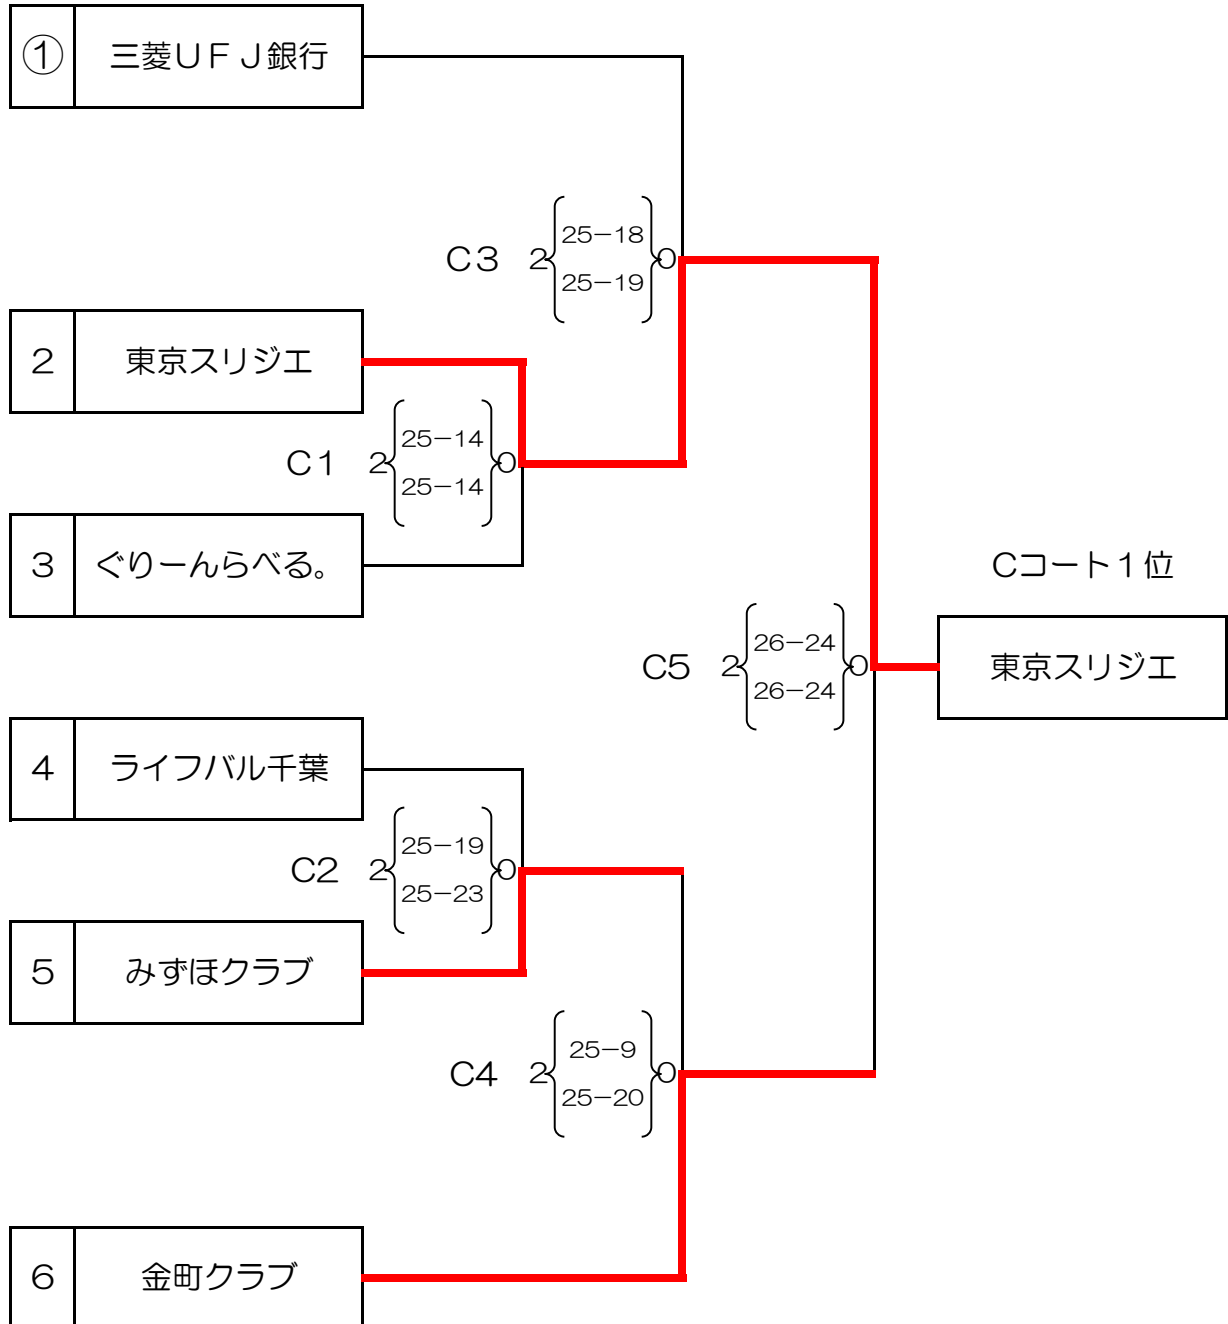 ① 三菱ＵＦＪ銀行
C3 2 25－18 0
25－19
2 東京スリジエ
C1 2 25－14 0
25－14
3 ぐりーんらべる。
Cコート１位
C5 2 26－24 0
26－24
東京スリジエ
4 ライフバル千葉
C2 2 25－19 0
25－23
5 みずほクラブ
C4 2 25－9 0
25－20
6 金町クラブ